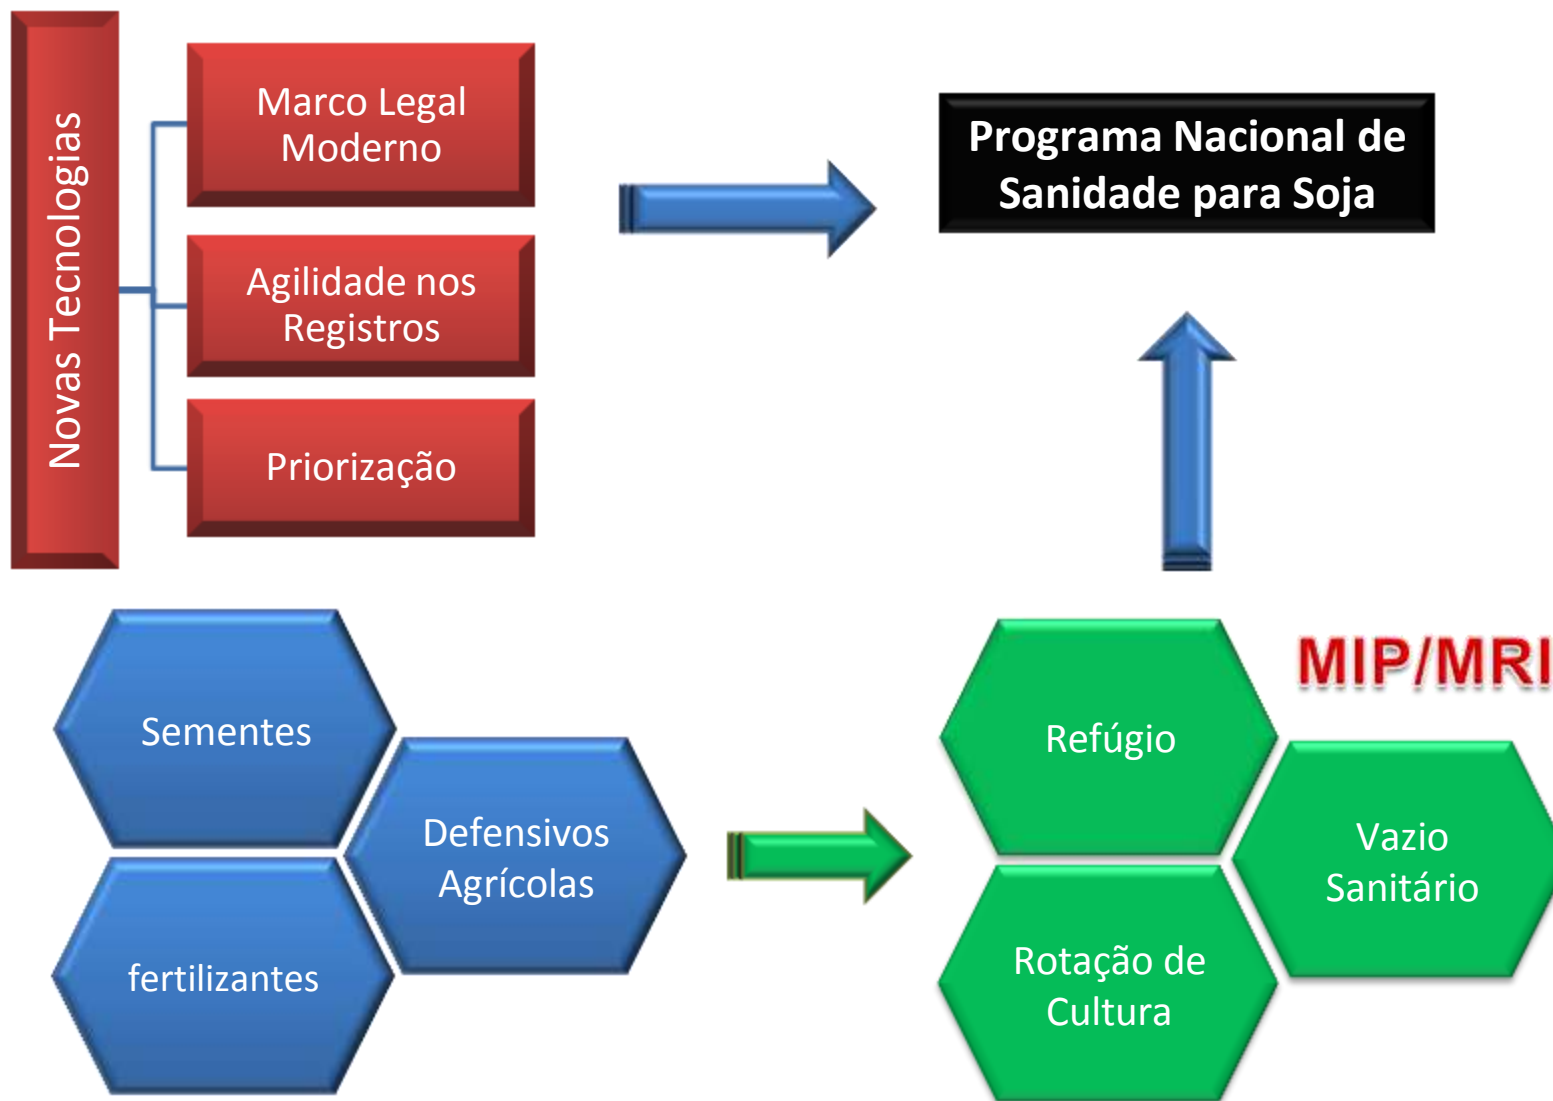 Novas Tecnologias
Marco Legal
Moderno
Agilidade nos
Registros
Priorização
Programa Nacional de
Sanidade para Soja
Sementes
Defensivos
Agrícolas
fertilizantes
MIP/MRI
Refúgio
Vazio
Sanitário
Rotação de
Cultura